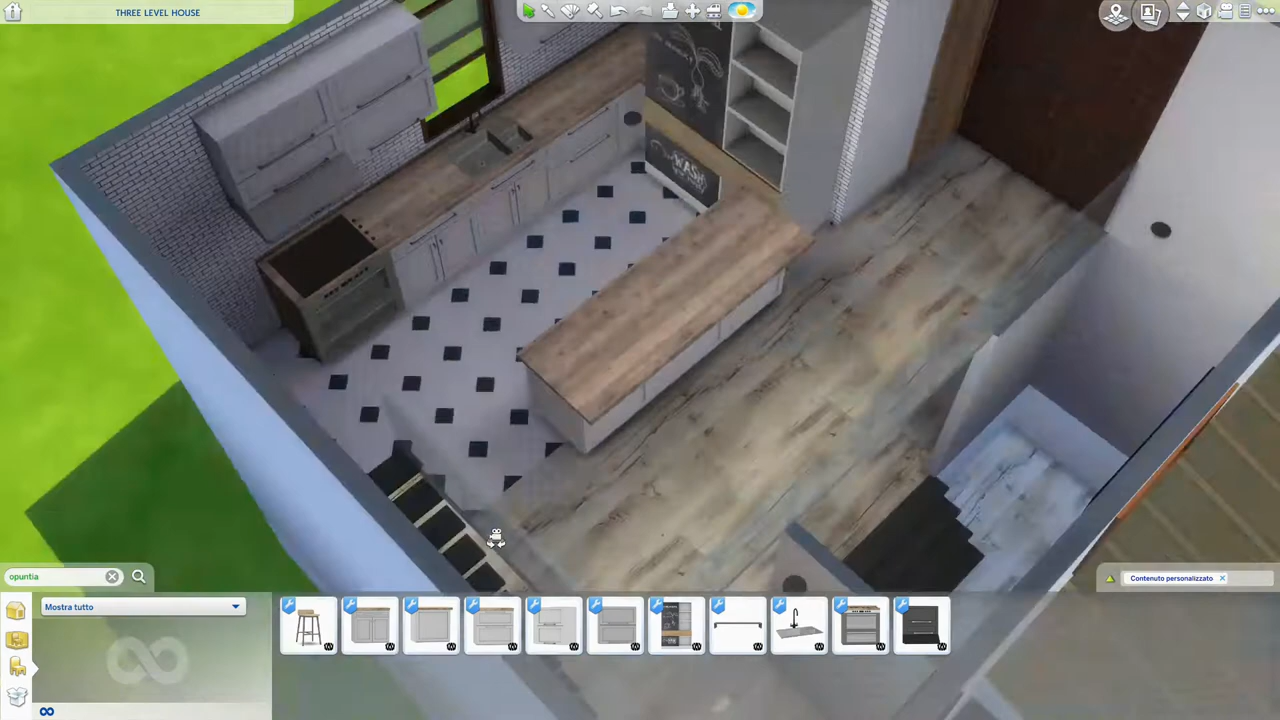 THREE LEVEL HOUSE
WASH
opuntia
Mostra tutto
Contenuto personalizzato